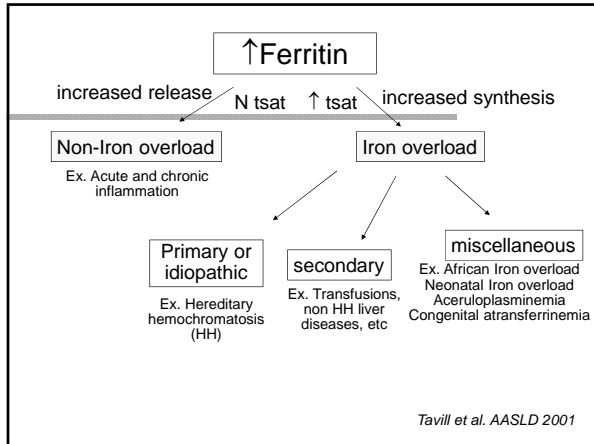 ↑Ferritin
increased release
N tsat ↑ tsat
increased synthesis
Non-Iron overload
Ex. Acute and chronic
inflammation
Iron overload
Primary or
idiopathic
Ex. Hereditary
hemochromatosis
(HH)
secondary
Ex. Transfusions,
non HH liver
diseases, etc
miscellaneous
Ex. African Iron overload
Neonatal Iron overload
Aceruloplasminemia
Congenital atransferrinemia
Tavill et al. AASLD 2001